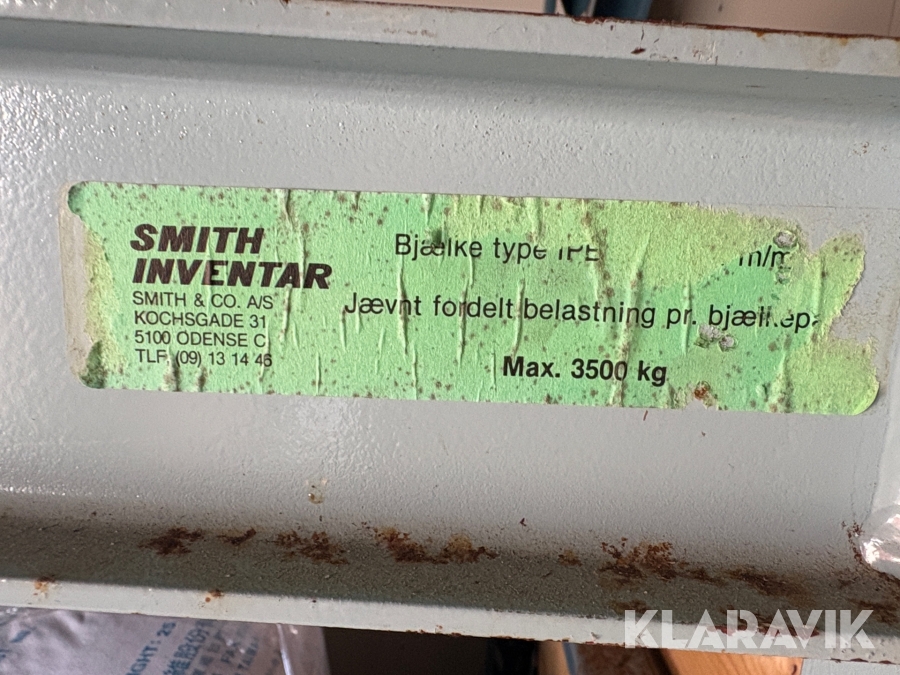 SMITH
INVENTAR
SMITH & CO. A/S
KOCHSGADE 31
5100 ODENSE C
TLF. (09) 13 14 46
Bjælke type IPE m/m
Jævnt fordelt belastning pr.
Max. 3500 kg
KLARAVIK